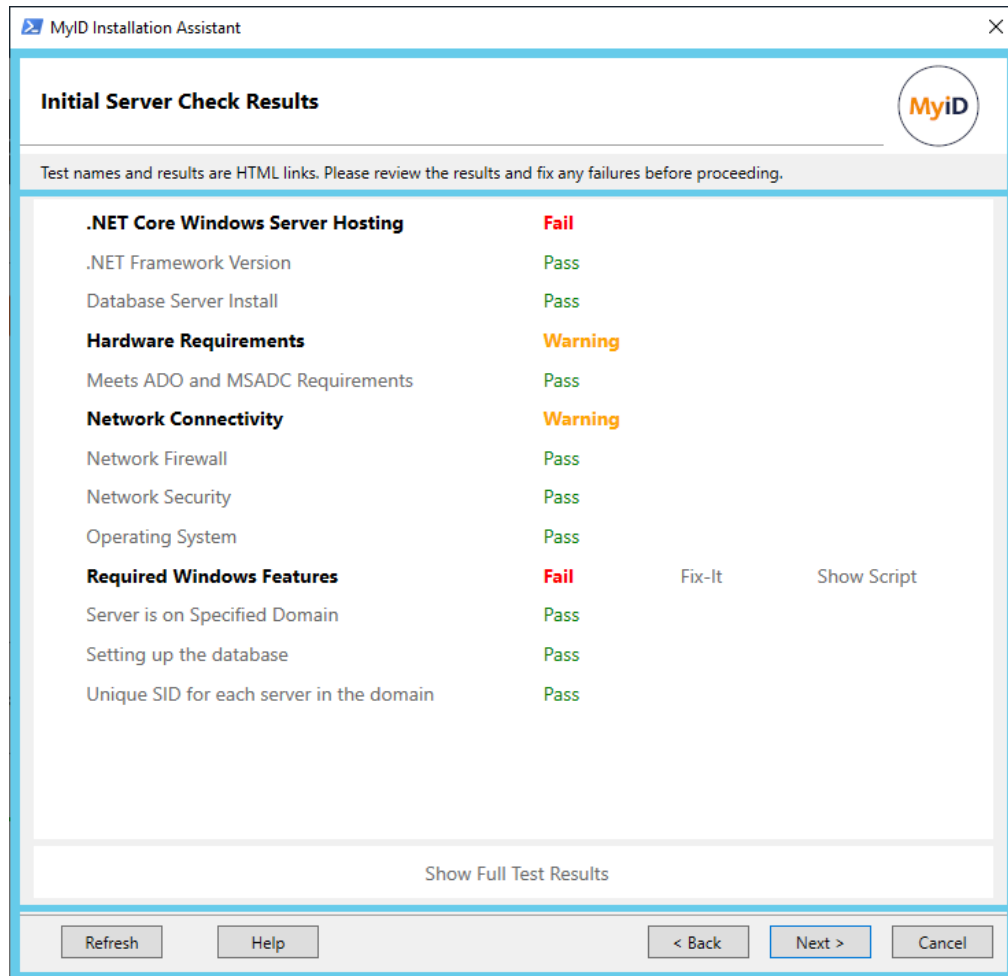 MyID Installation Assistant
Initial Server Check Results
MyiD
Test names and results are HTML links. Please review the results and fix any failures before proceeding.
.NET Core Windows Server Hosting Fail
.NET Framework Version Pass
Database Server Install Pass
Hardware Requirements Warning
Meets ADO and MSADC Requirements Pass
Network Connectivity Warning
Network Firewall Pass
Network Security Pass
Operating System Pass
Required Windows Features Fail Fix-It Show Script
Server is on Specified Domain Pass
Setting up the database Pass
Unique SID for each server in the domain Pass
Show Full Test Results
Refresh Help < Back Next > Cancel